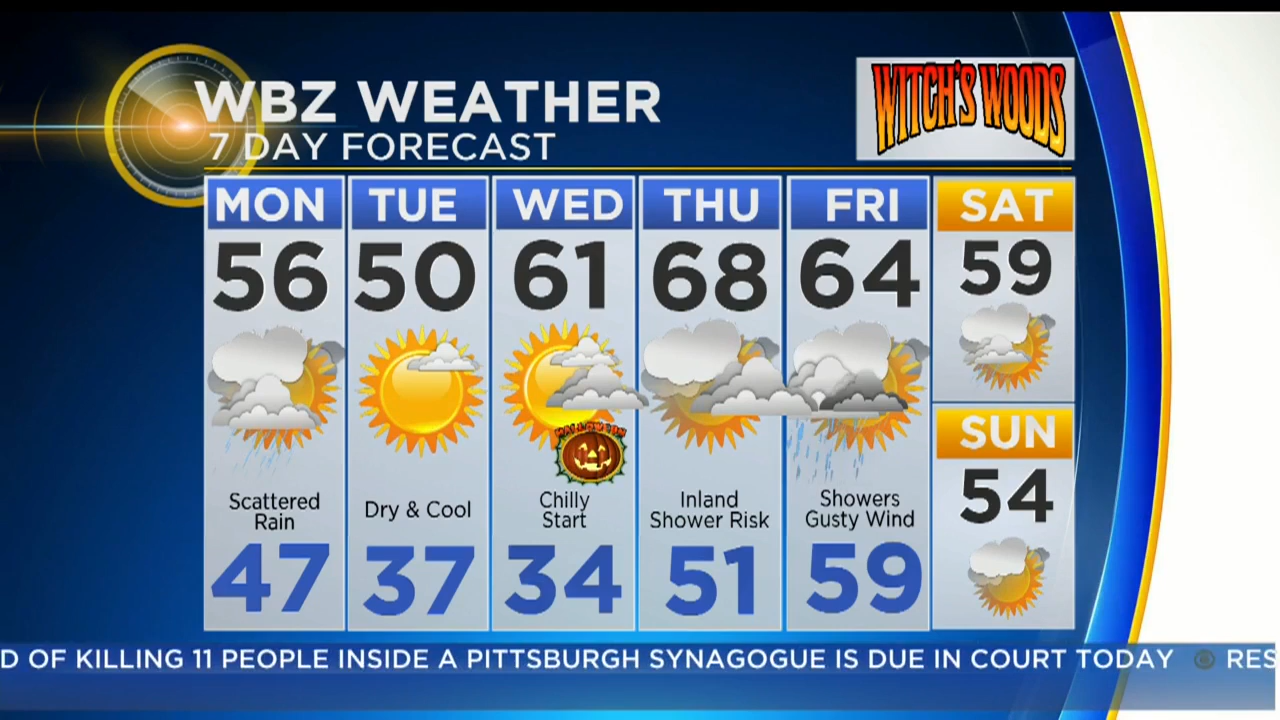 WBZ WEATHER
7 DAY FORECAST
WITCH'S WOODS
MON
56
Scattered
Rain
47
TUE
50
Dry & Cool
37
WED
61
HALLOWEEN
Chilly
Start
34
THU
68
Inland
Shower Risk
51
FRI
64
Showers
Gusty Wind
59
SAT
59
SUN
54
D OF KILLING 11 PEOPLE INSIDE A PITTSBURGH SYNAGOGUE IS DUE IN COURT TODAY RES